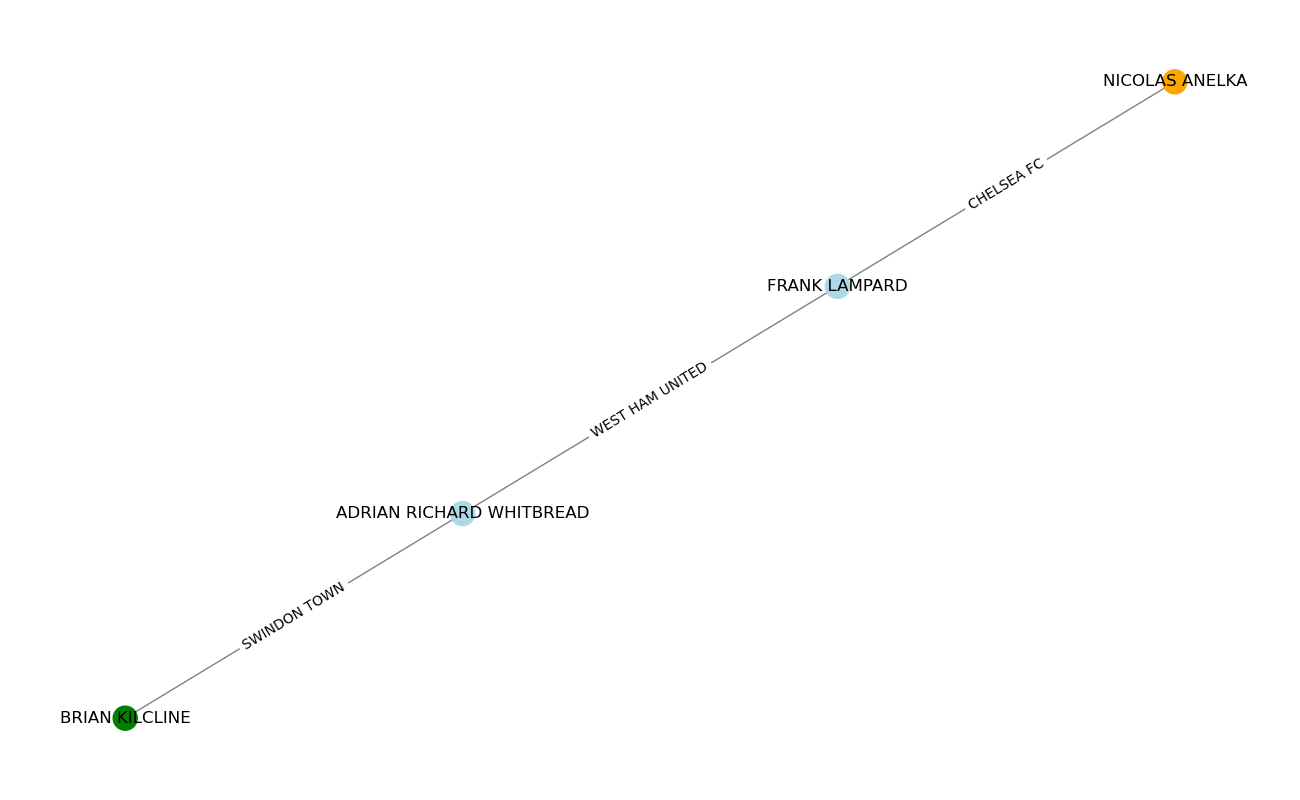 NICOLAS ANELKA
CHELSEA FC
FRANK LAMPARD
WEST HAM UNITED
ADRIAN RICHARD WHITBREAD
SWINDON TOWN
BRIAN KILCLINE